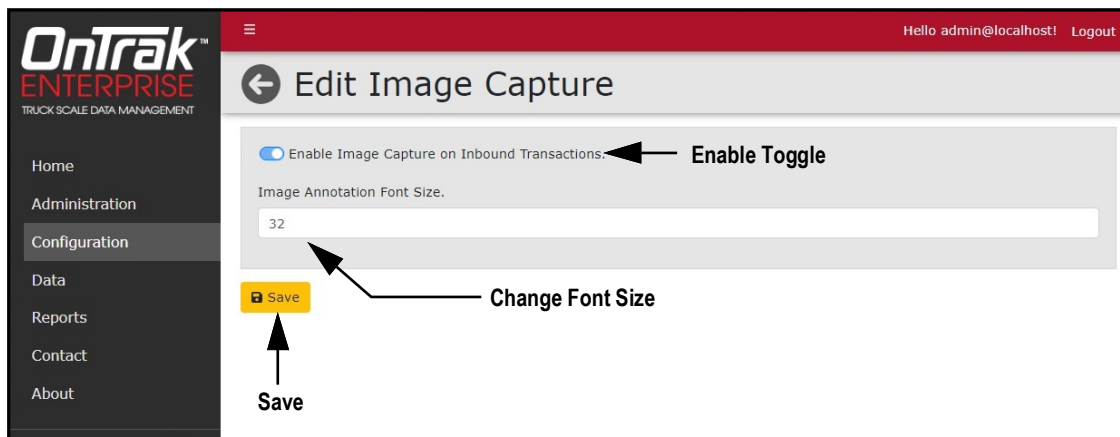 OnTrak™
ENTERPRISE
TRUCK SCALE DATA MANAGEMENT
Hello admin@localhost! Logout
Edit Image Capture
Home
Administration
Configuration
Data
Reports
Contact
About
Enable Image Capture on Inbound Transactions.
Enable Toggle
Image Annotation Font Size.
32
Save
Change Font Size
Save